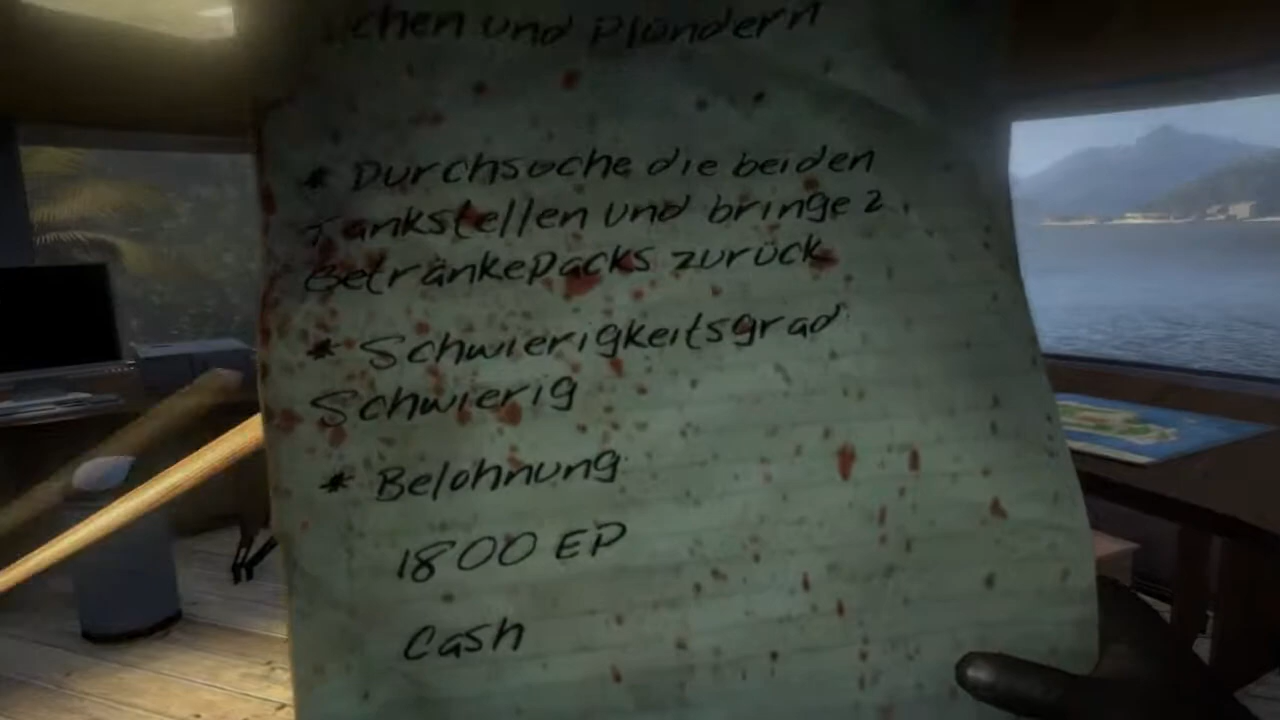 chen und Plündern
* Durchsuche die beiden
Tankstellen und bringe 2
Getränkepacks zurück
* Schwierigkeitsgrad
Schwierig
* Belohnung
1800 EP
Cash